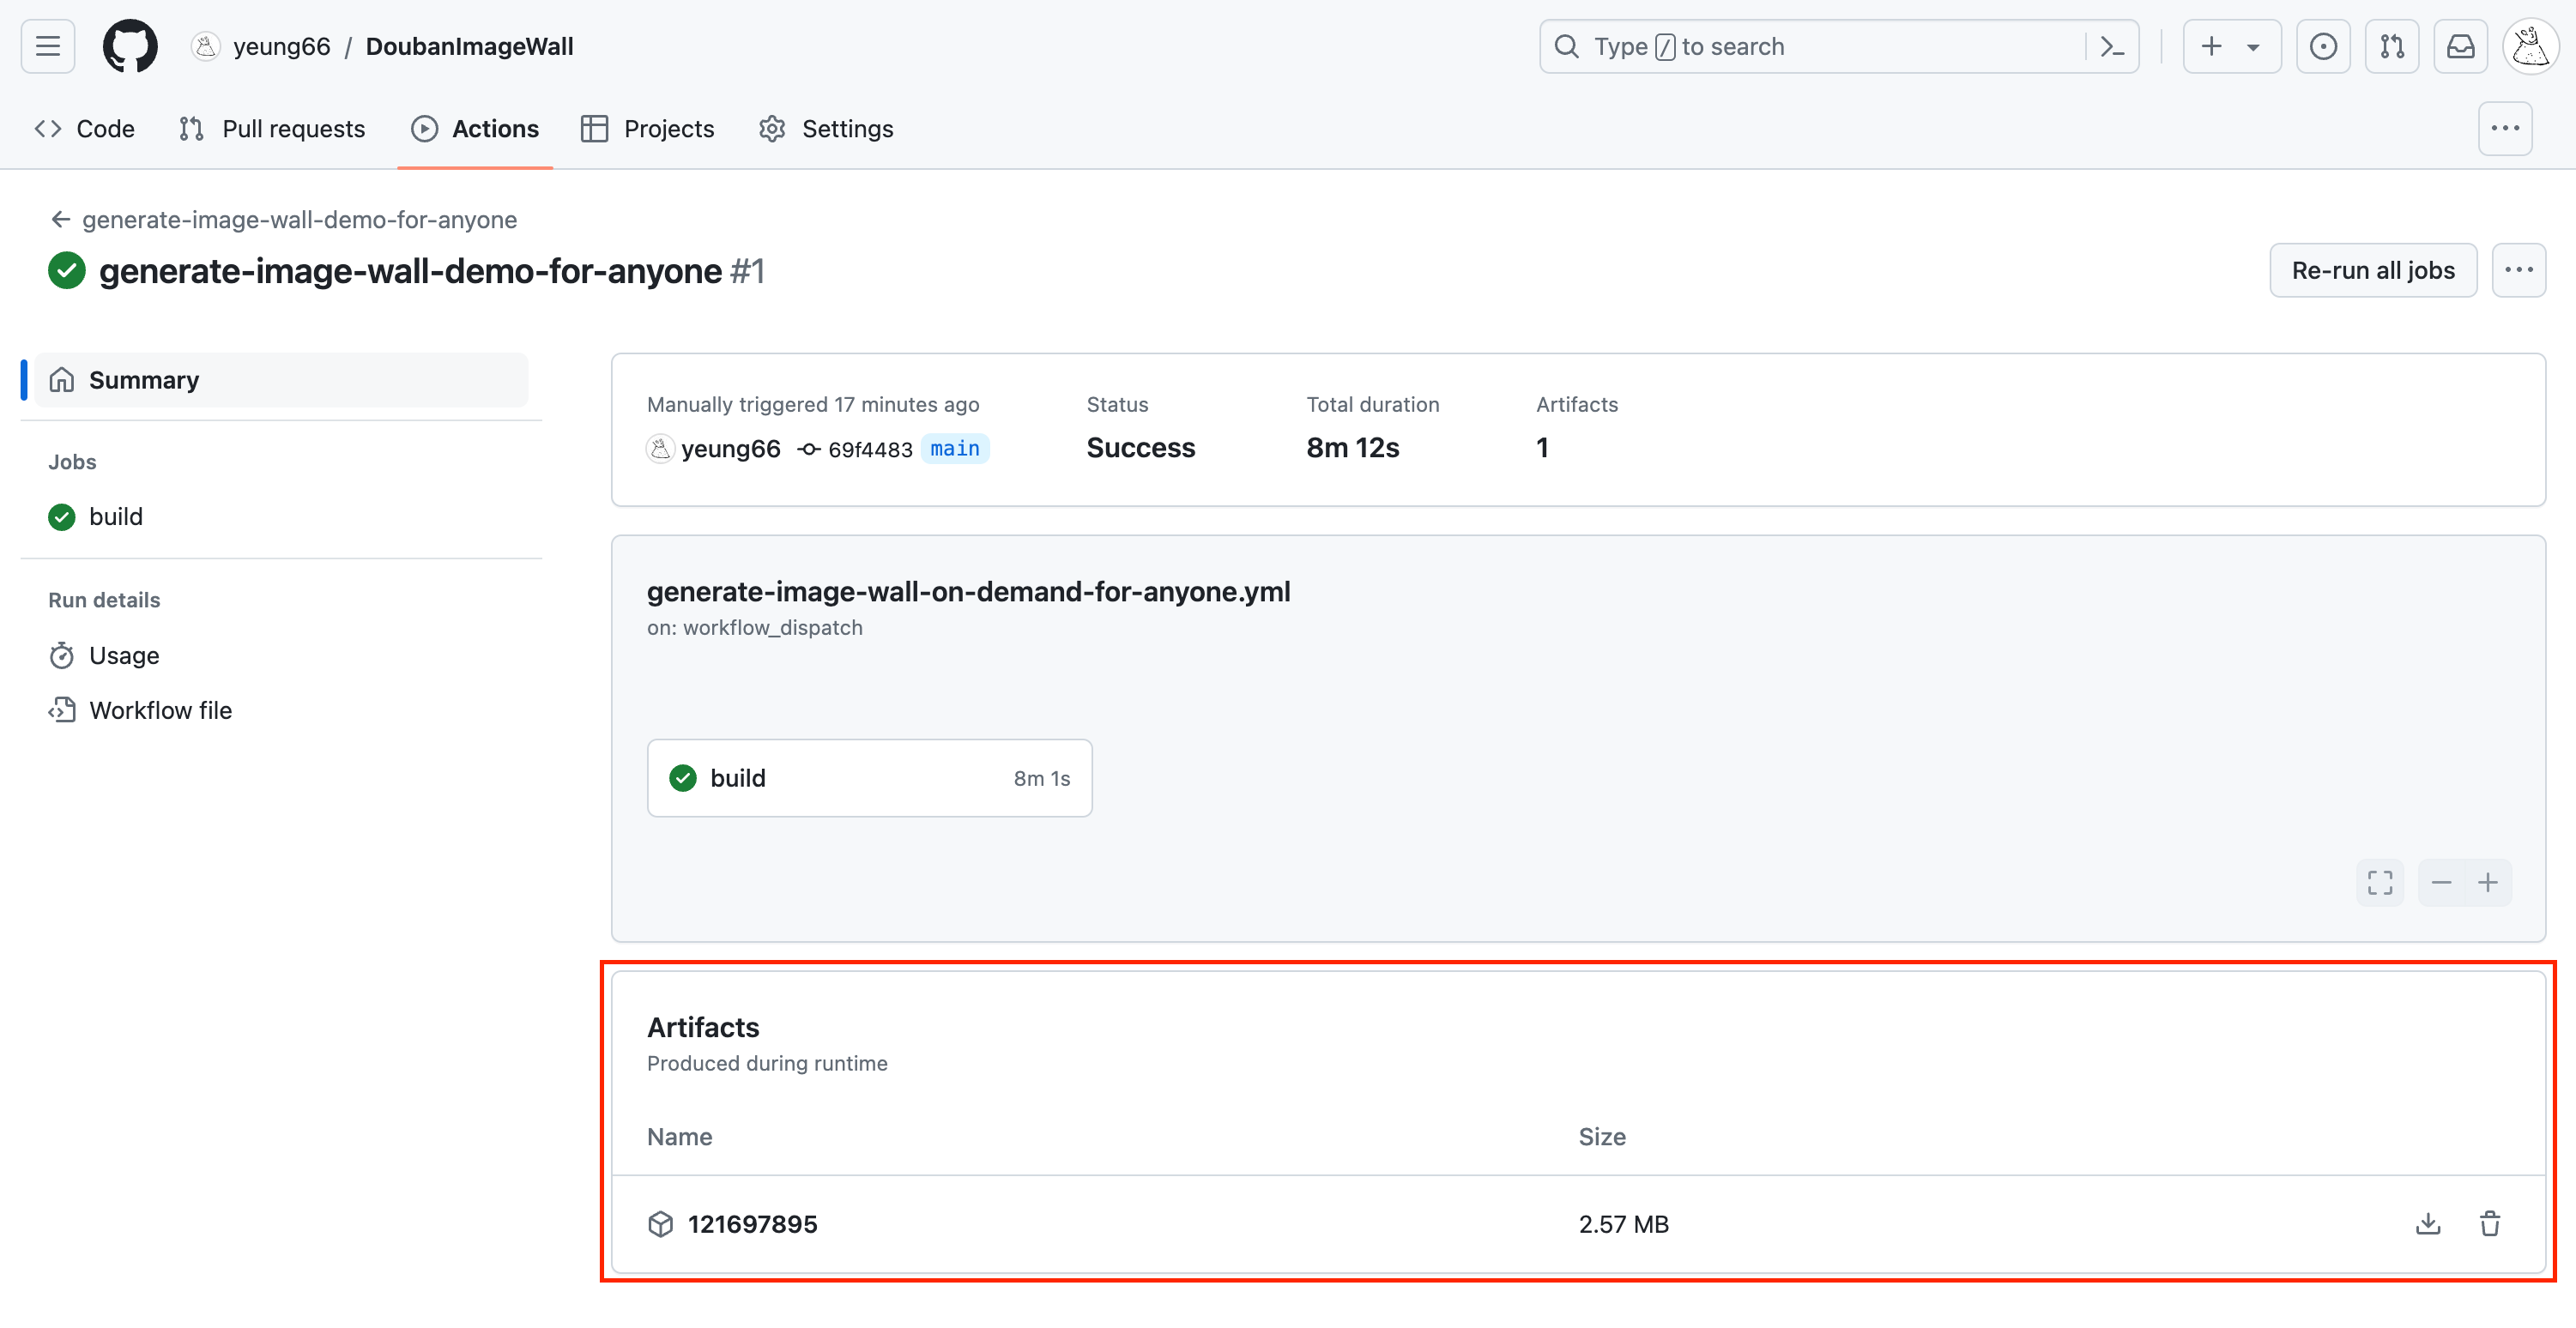 yeung66 / DoubanImageWall
Type / to search
Code Pull requests Actions Projects Settings
generate-image-wall-demo-for-anyone
generate-image-wall-demo-for-anyone #1
Re-run all jobs
Summary
Jobs
build
Run details
Usage
Workflow file
Manually triggered 17 minutes ago Status Total duration Artifacts
yeung66 69f4483 main Success 8m 12s 1
generate-image-wall-on-demand-for-anyone.yml
on: workflow_dispatch
build 8m 1s
Artifacts
Produced during runtime
Name Size
121697895 2.57 MB